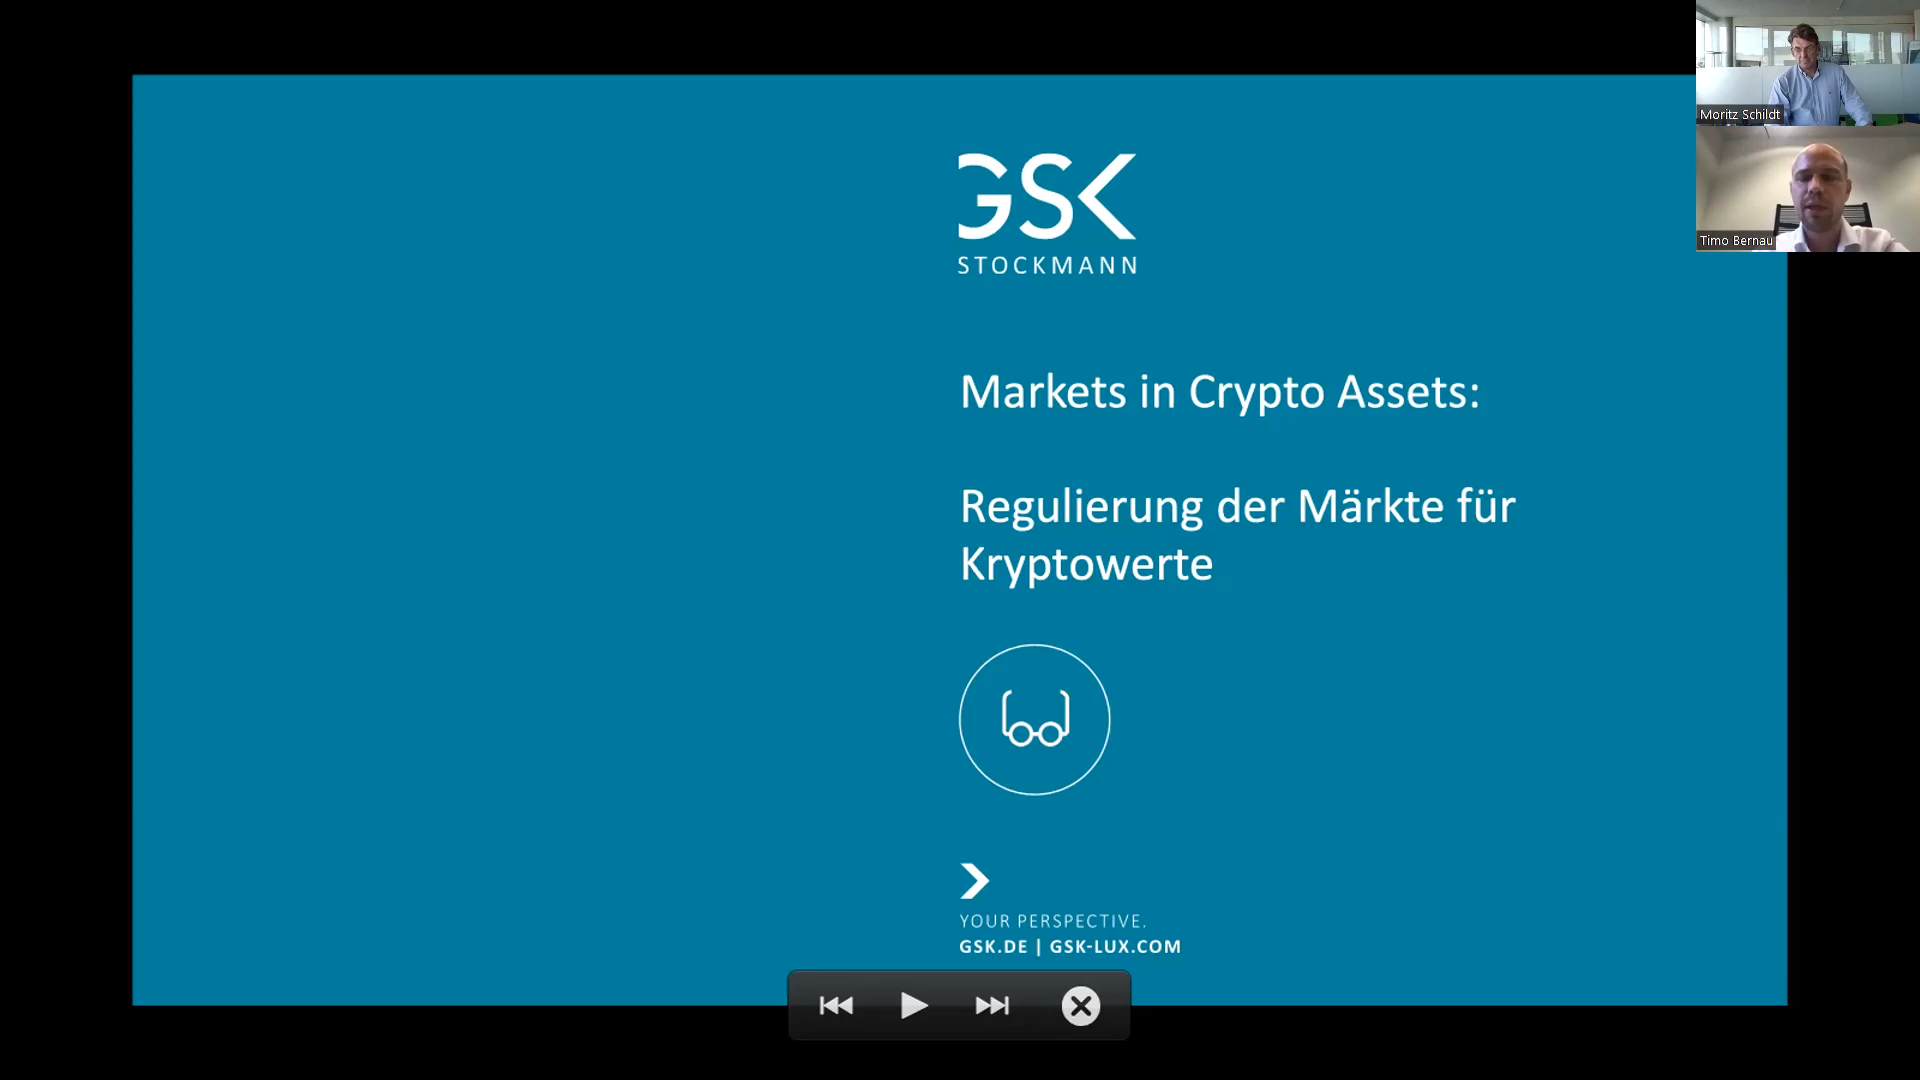 GSK
STOCKMANN
Markets in Crypto Assets:
Regulierung der Märkte für
Kryptowerte
YOUR PERSPECTIVE.
GSK.DE | GSK-LUX.COM
Moritz Schildt
Timo Bernau